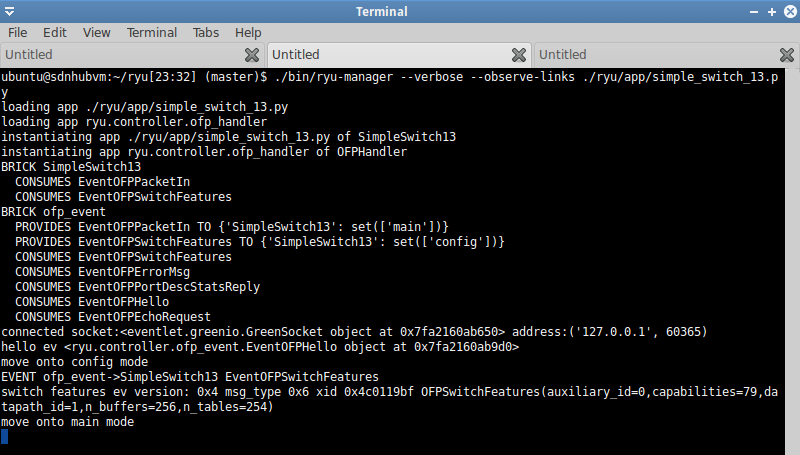 Terminal
File Edit View Terminal Tabs Help
Untitled Untitled Untitled
ubuntu@sdnhubvm:~/ryu[23:32] (master)$ ./bin/ryu-manager --verbose --observe-links ./ryu/app/simple_switch_13.p
y
loading app ./ryu/app/simple_switch_13.py
loading app ryu.controller.ofp_handler
instantiating app ./ryu/app/simple_switch_13.py of SimpleSwitch13
instantiating app ryu.controller.ofp_handler of OFPHandler
BRICK SimpleSwitch13
  CONSUMES EventOFPPacketIn
  CONSUMES EventOFPSwitchFeatures
BRICK ofp_event
  PROVIDES EventOFPPacketIn TO {'SimpleSwitch13': set(['main'])}
  PROVIDES EventOFPSwitchFeatures TO {'SimpleSwitch13': set(['config'])}
  CONSUMES EventOFPSwitchFeatures
  CONSUMES EventOFPErrorMsg
  CONSUMES EventOFPPortDescStatsReply
  CONSUMES EventOFPHello
  CONSUMES EventOFPEchoRequest
connected socket:<eventlet.greenio.GreenSocket object at 0x7fa2160ab650> address:('127.0.0.1', 60365)
hello ev <ryu.controller.ofp_event.EventOFPHello object at 0x7fa2160ab9d0>
move onto config mode
EVENT ofp_event->SimpleSwitch13 EventOFPSwitchFeatures
switch features ev version: 0x4 msg_type 0x6 xid 0x4c0119bf OFPSwitchFeatures(auxiliary_id=0,capabilities=79,da
tapath_id=1,n_buffers=256,n_tables=254)
move onto main mode